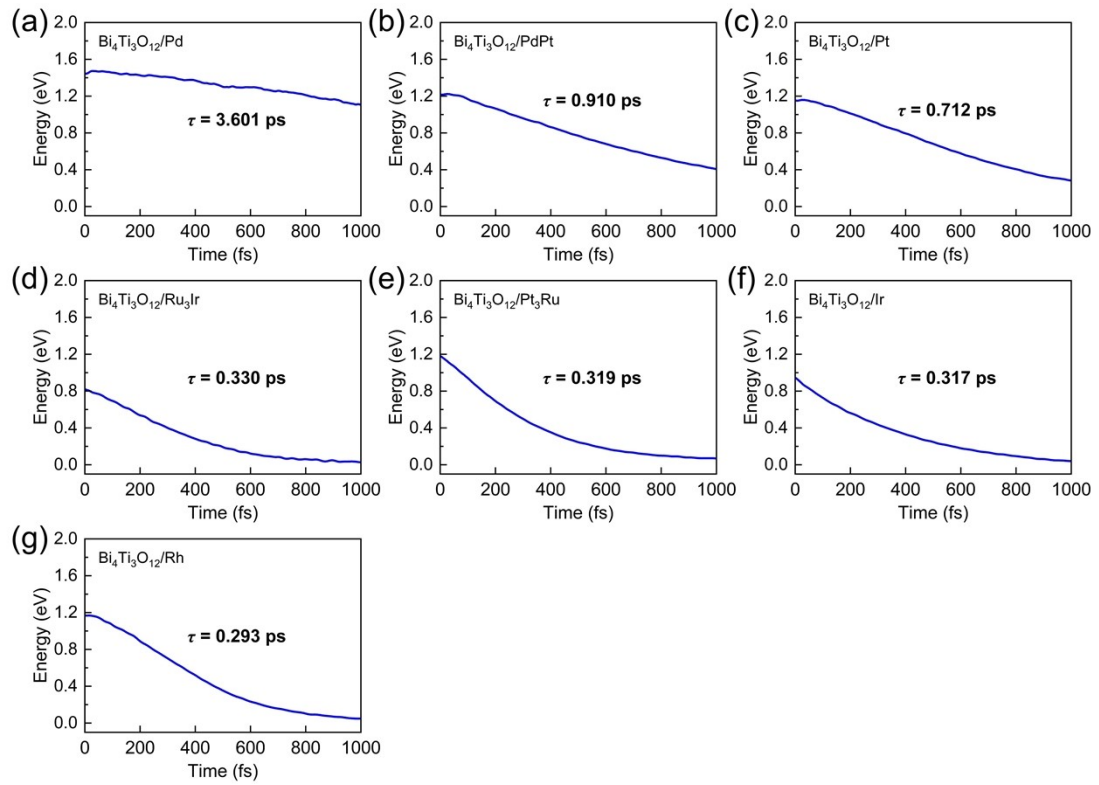 (a)
Bi₄Ti₃O₁₂/Pd
τ = 3.601 ps
Energy (eV)
2.0
1.6
1.2
0.8
0.4
0.0
0 200 400 600 800 1000
Time (fs)
(b)
Bi₄Ti₃O₁₂/PdPt
τ = 0.910 ps
Energy (eV)
2.0
1.6
1.2
0.8
0.4
0.0
0 200 400 600 800 1000
Time (fs)
(c)
Bi₄Ti₃O₁₂/Pt
τ = 0.712 ps
Energy (eV)
2.0
1.6
1.2
0.8
0.4
0.0
0 200 400 600 800 1000
Time (fs)
(d)
Bi₄Ti₃O₁₂/Ru₃Ir
τ = 0.330 ps
Energy (eV)
2.0
1.6
1.2
0.8
0.4
0.0
0 200 400 600 800 1000
Time (fs)
(e)
Bi₄Ti₃O₁₂/Pt₃Ru
τ = 0.319 ps
Energy (eV)
2.0
1.6
1.2
0.8
0.4
0.0
0 200 400 600 800 1000
Time (fs)
(f)
Bi₄Ti₃O₁₂/Ir
τ = 0.317 ps
Energy (eV)
2.0
1.6
1.2
0.8
0.4
0.0
0 200 400 600 800 1000
Time (fs)
(g)
Bi₄Ti₃O₁₂/Rh
τ = 0.293 ps
Energy (eV)
2.0
1.6
1.2
0.8
0.4
0.0
0 200 400 600 800 1000
Time (fs)